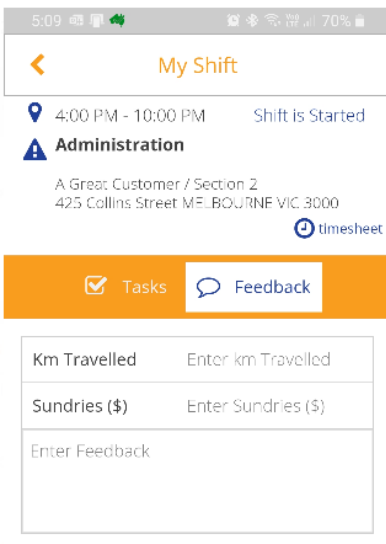 5:09 70%
My Shift
4:00 PM - 10:00 PM Shift is Started
Administration
A Great Customer / Section 2
425 Collins Street MELBOURNE VIC 3000
timesheet
Tasks Feedback
Km Travelled Enter km Travelled
Sundries ($) Enter Sundries ($)
Enter Feedback